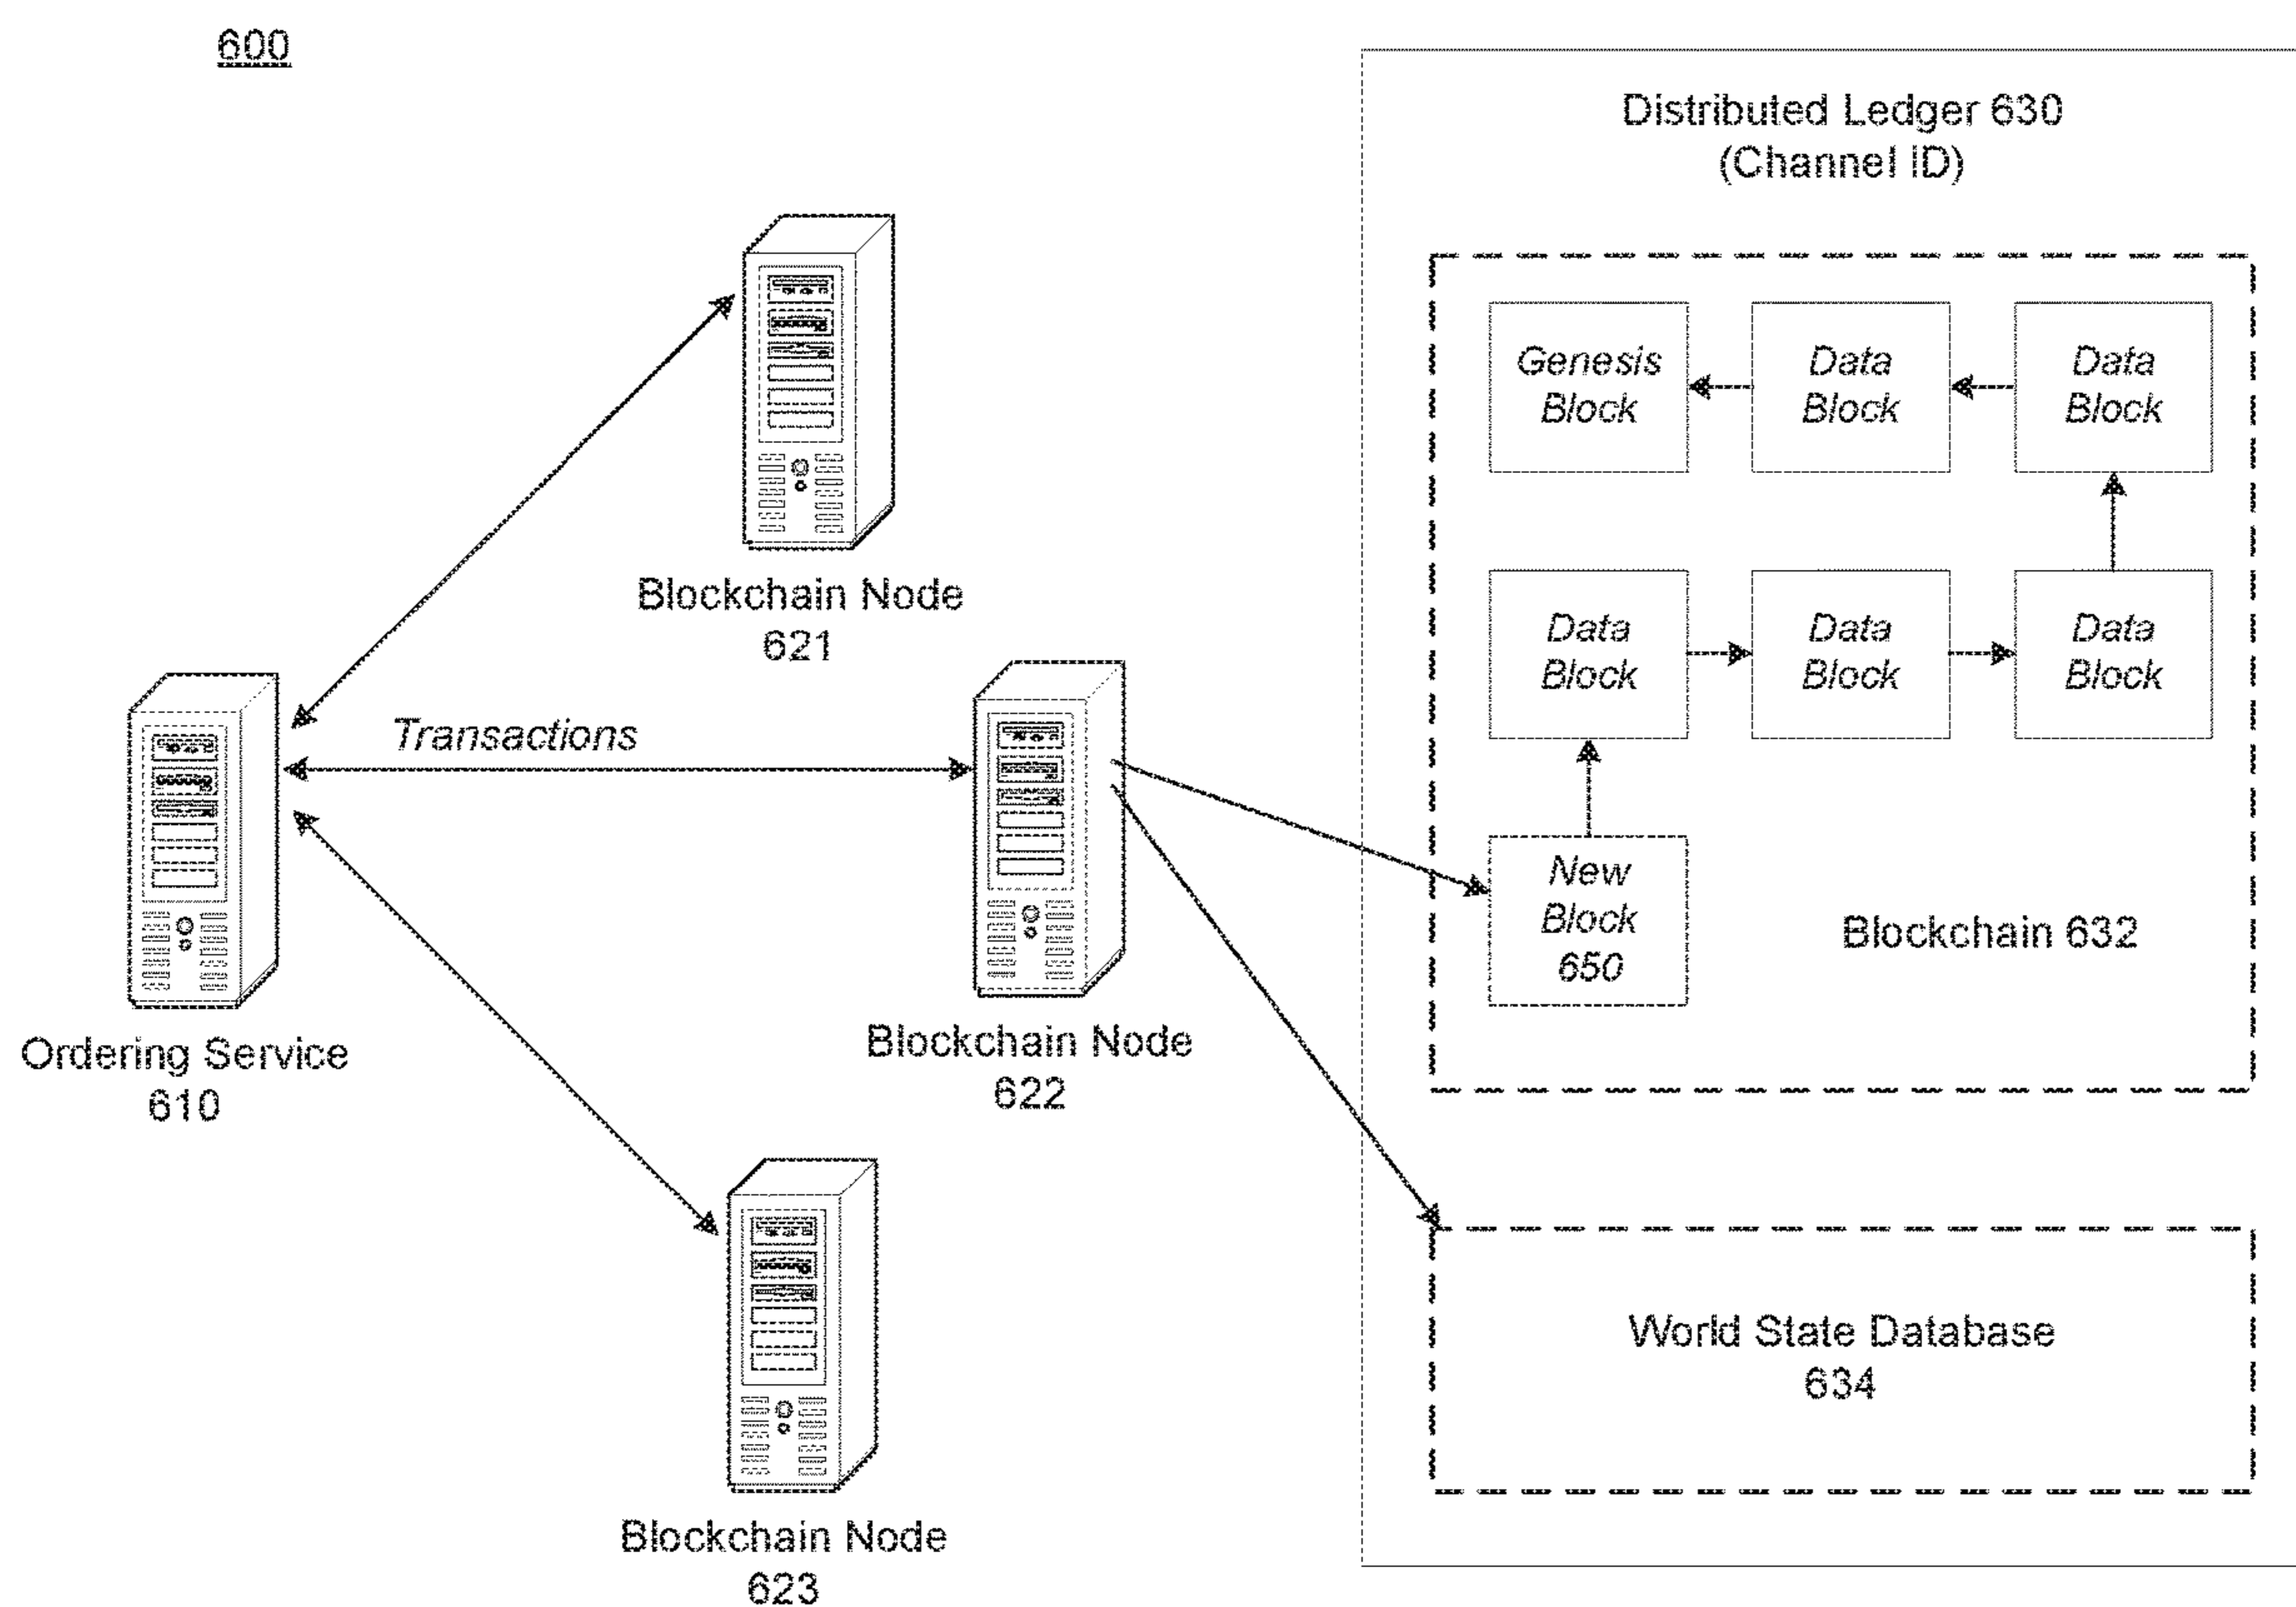 600
Distributed Ledger 630
(Channel ID)
Genesis
Block
Data
Block
Data
Block
Blockchain Node
621
Data
Block
Data
Block
Data
Block
Transactions
New
Block
650
Blockchain 632
Ordering Service
610
Blockchain Node
622
World State Database
634
Blockchain Node
623